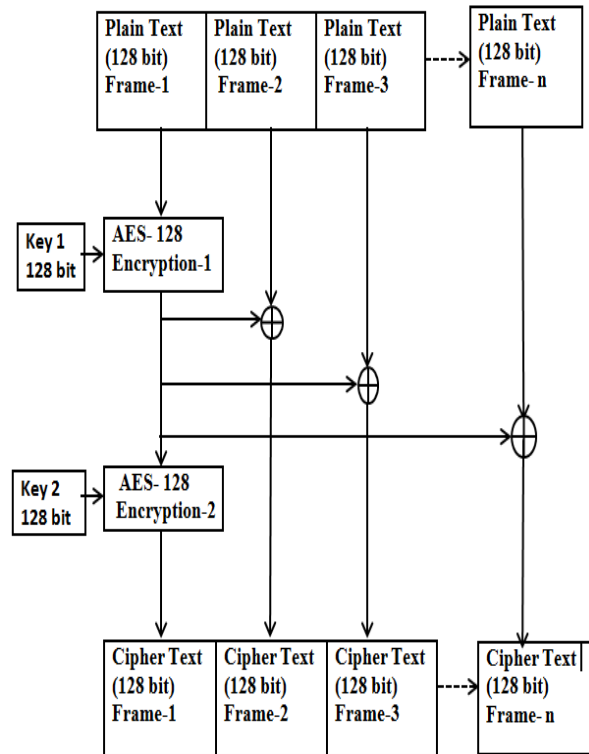 Plain Text
(128 bit)
Frame-1
Plain Text
(128 bit)
Frame-2
Plain Text
(128 bit)
Frame-3
Plain Text
(128 bit)
Frame- n
Key 1
128 bit
AES- 128
Encryption-1
Key 2
128 bit
AES- 128
Encryption-2
Cipher Text
(128 bit)
Frame-1
Cipher Text
(128 bit)
Frame-2
Cipher Text
(128 bit)
Frame-3
Cipher Text
(128 bit)
Frame- n